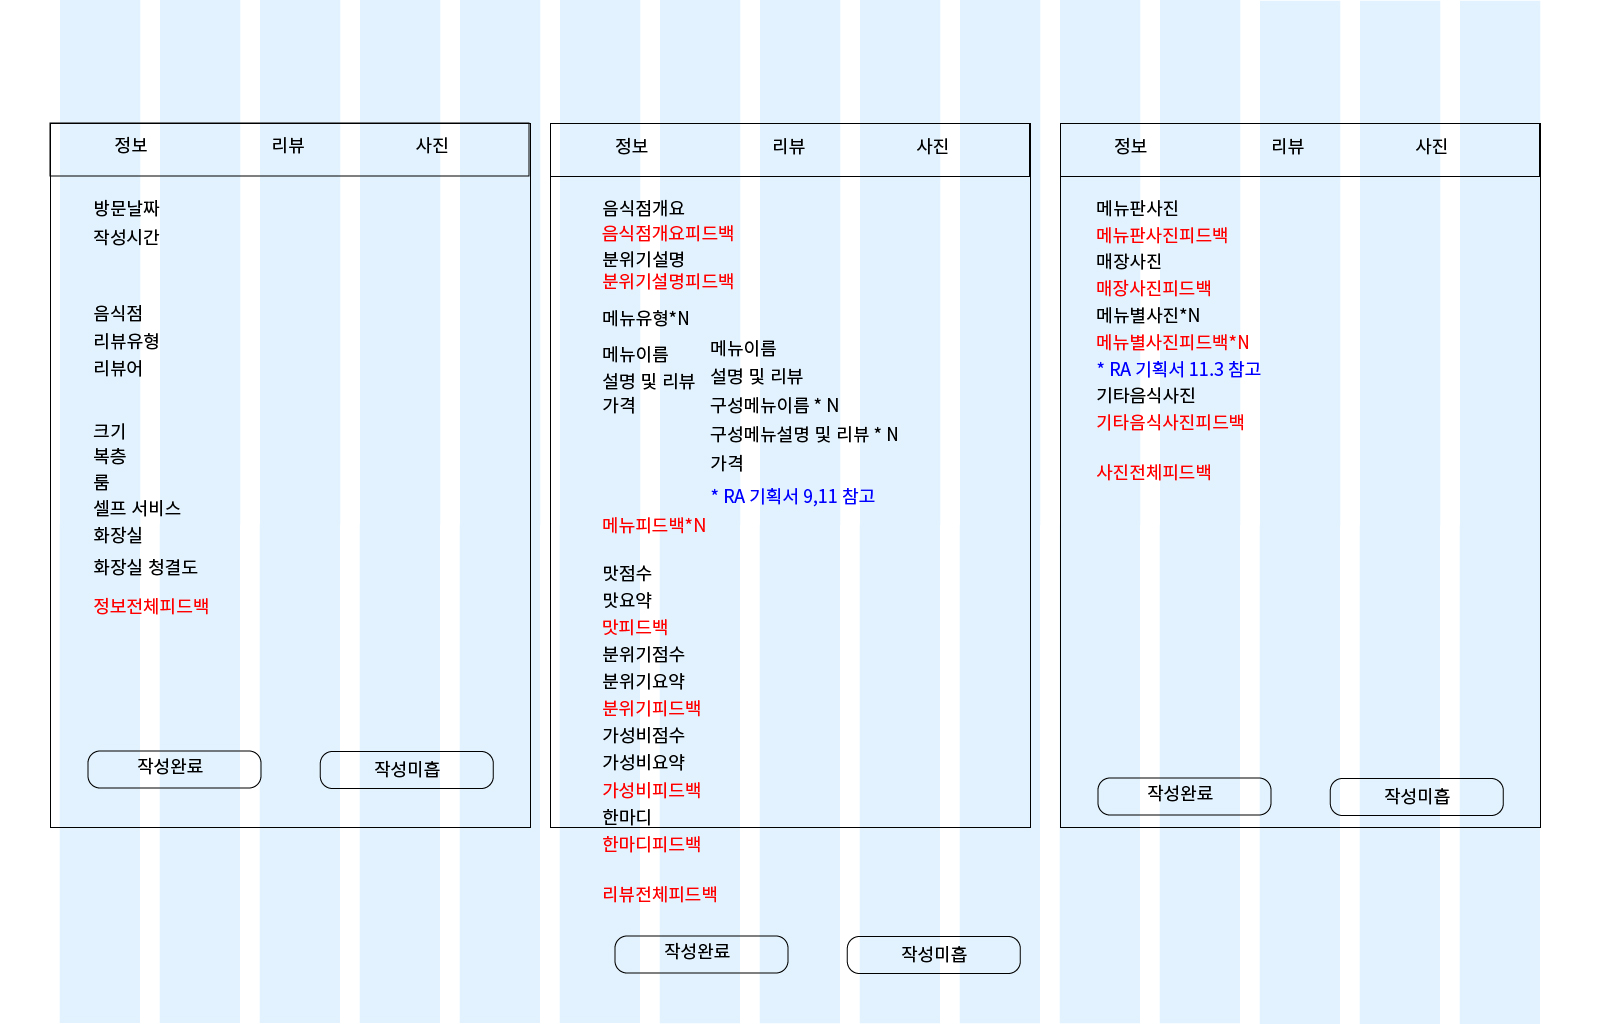 정보 리뷰 사진
방문날짜
작성시간
음식점
리뷰유형
리뷰어
크기
복층
룸
셀프 서비스
화장실
화장실 청결도
정보전체피드백
작성완료 작성미흡
정보 리뷰 사진
음식점개요
음식점개요피드백
분위기설명
분위기설명피드백
메뉴유형*N
메뉴이름
설명 및 리뷰
가격
메뉴이름
설명 및 리뷰
구성메뉴이름 * N
구성메뉴설명 및 리뷰 * N
가격
* RA 기획서 9,11 참고
메뉴피드백*N
맛점수
맛요약
맛피드백
분위기점수
분위기요약
분위기피드백
가성비점수
가성비요약
가성비피드백
한마디
한마디피드백
리뷰전체피드백
작성완료 작성미흡
정보 리뷰 사진
메뉴판사진
메뉴판사진피드백
매장사진
매장사진피드백
메뉴별사진*N
메뉴별사진피드백*N
* RA 기획서 11.3 참고
기타음식사진
기타음식사진피드백
사진전체피드백
작성완료 작성미흡